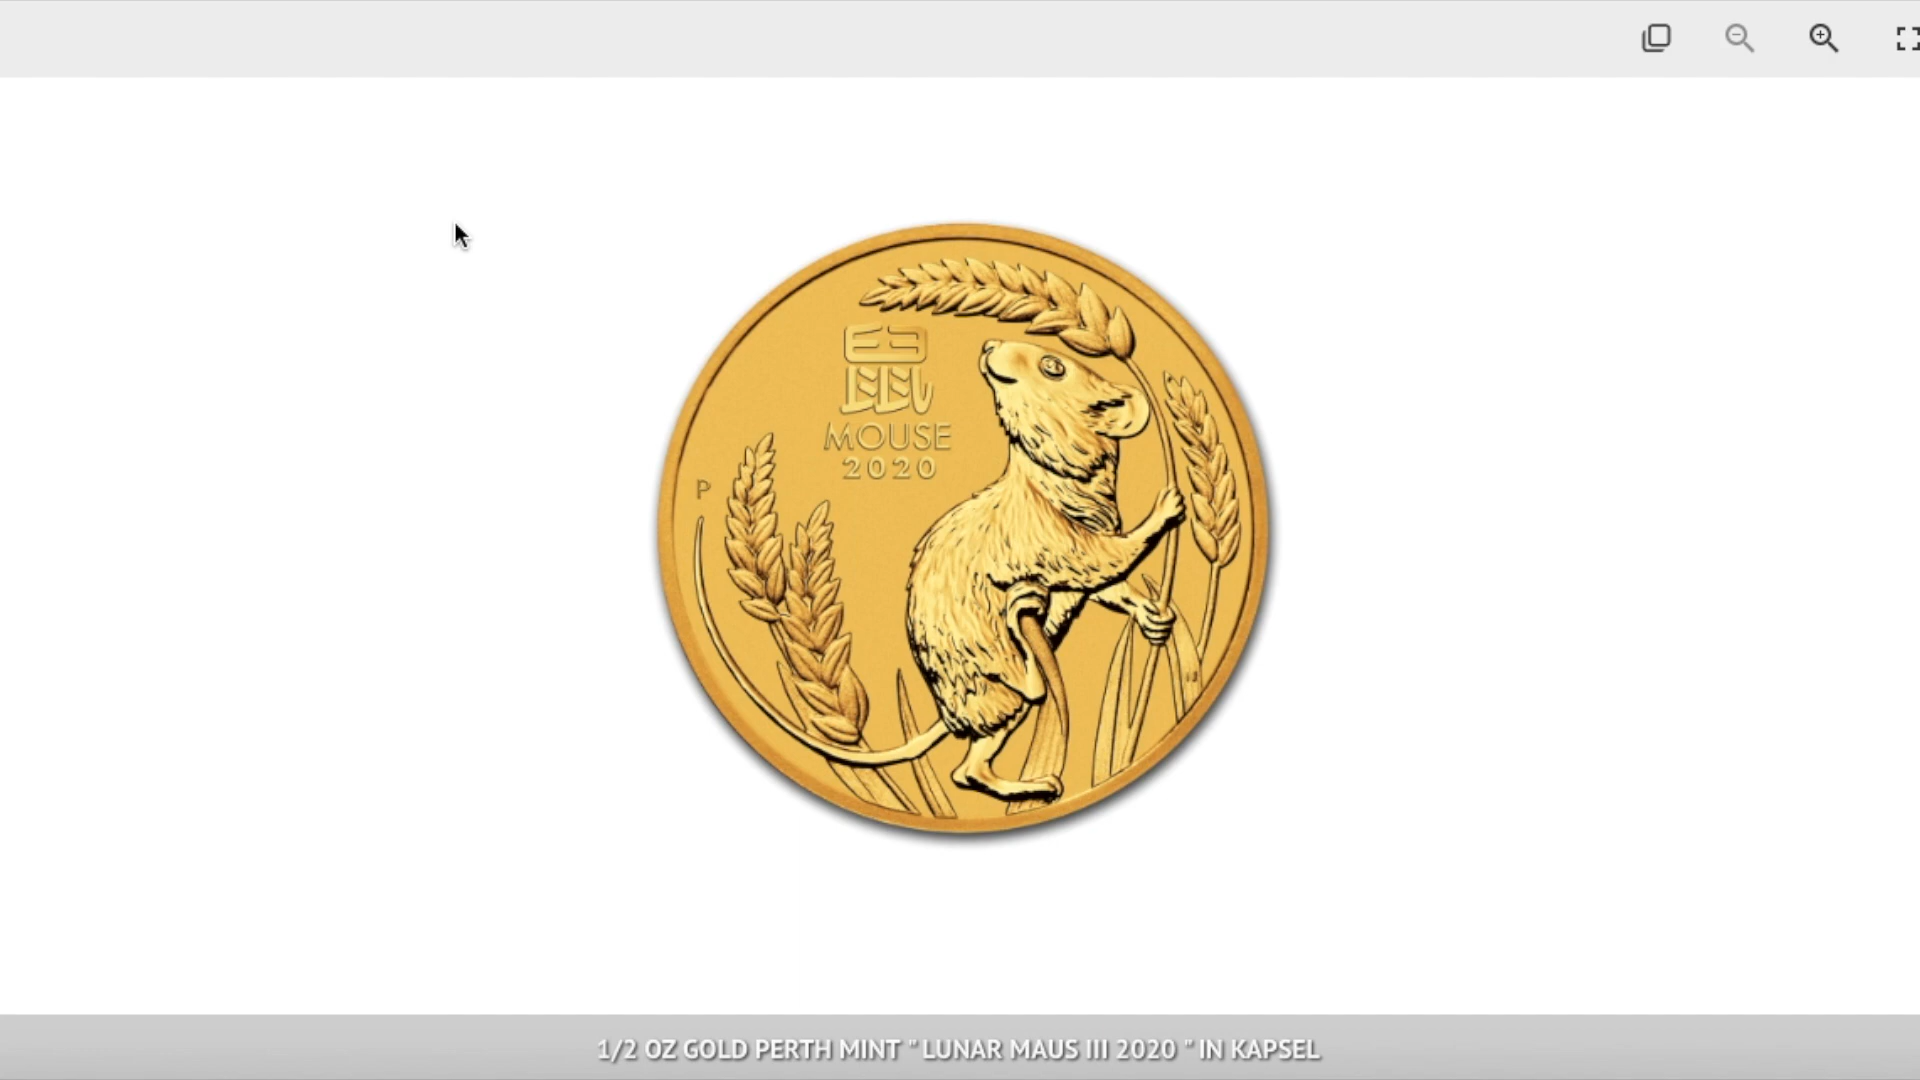 鼠
MOUSE
2020
P
1/2 OZ GOLD PERTH MINT " LUNAR MAUS III 2020 " IN KAPSEL